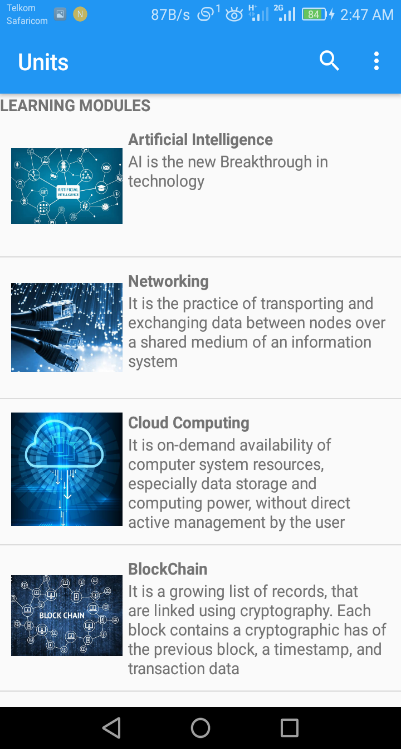 Telkom
Safaricom
N
87B/s
1
H+
2G
84
2:47 AM
Units
LEARNING MODULES
Artificial Intelligence
AI is the new Breakthrough in
technology
Networking
It is the practice of transporting and
exchanging data between nodes over
a shared medium of an information
system
Cloud Computing
It is on-demand availability of
computer system resources,
especially data storage and
computing power, without direct
active management by the user
BlockChain
It is a growing list of records, that
are linked using cryptography. Each
block contains a cryptographic has of
the previous block, a timestamp, and
transaction data
BLOCK CHAIN